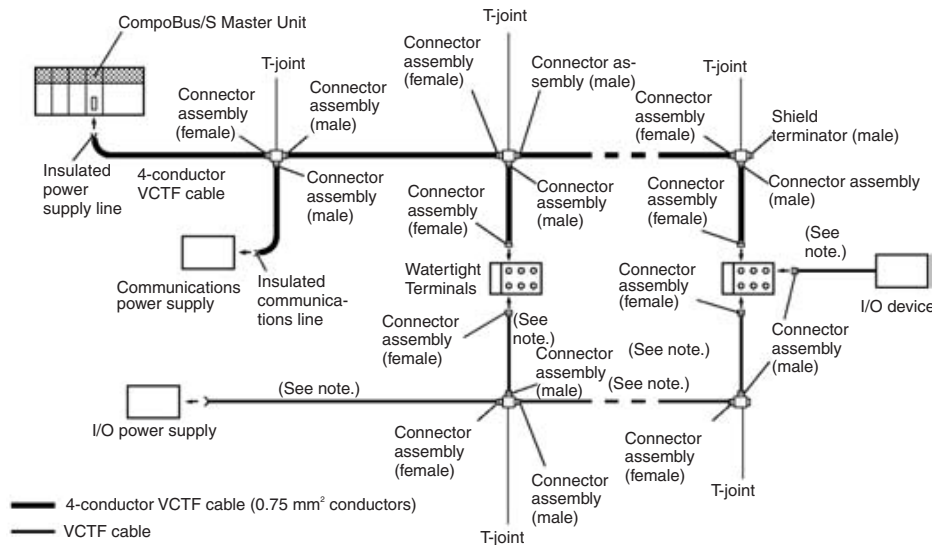 CompoBus/S Master Unit
T-joint
T-joint
T-joint
Connector
assembly
(female)
Connector as-
sembly (male)
Connector
assembly
(female)
Connector
assembly
(male)
Connector
assembly
(female)
Shield
terminator (male)
Insulated
power
supply line
4-conductor
VCTF cable
Connector
assembly
(male)
Connector
assembly
(female)
Connector
assembly
(male)
Connector
assembly
(female)
Connector assembly
(male)
(See
note.)
Communications
power supply
Insulated
communica-
tions line
Watertight
Terminals
Connector
assembly
(female)
I/O device
Connector
assembly
(female)
(See
note.)
Connector
assembly
(male)
(See note.)
Connector
assembly
(male)
(See note.)
(See note.)
I/O power supply
Connector
assembly
(female)
Connector
assembly
(male)
Connector
assembly
(female)
T-joint
T-joint
4-conductor VCTF cable (0.75 mm² conductors)
VCTF cable